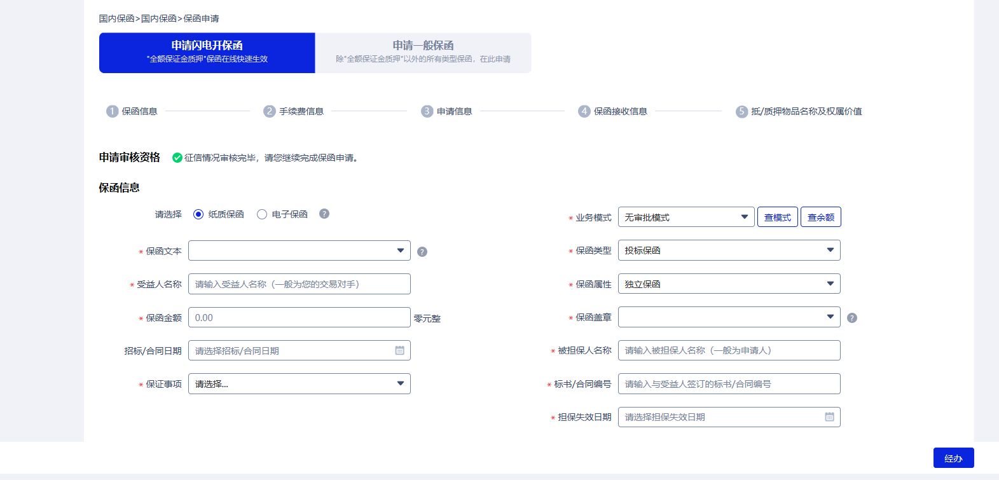 国内保函>国内保函>保函申请
申请闪电开保函
"全额保证金质押"保函在线快速生效
申请一般保函
除"全额保证金质押"以外的所有类型保函，在此申请
1 保函信息
2 手续费信息
3 申请信息
4 保函接收信息
5 抵/质押物品名称及权属价值
申请审核资格 征信情况审核完毕，请您继续完成保函申请。
保函信息
请选择 纸质保函 电子保函 ?
* 业务模式 无审批模式 查模式 查余额
* 保函文本 ?
* 保函类型 投标保函
* 受益人名称 请输入受益人名称（一般为您的交易对手）
* 保函属性 独立保函
* 保函金额 0.00 零元整
* 保函盖章 ?
招标/合同日期 请选择招标/合同日期
* 被担保人名称 请输入被担保人名称（一般为申请人）
* 保证事项 请选择...
* 标书/合同编号 请输入与受益人签订的标书/合同编号
* 担保失效日期 请选择担保失效日期
经办